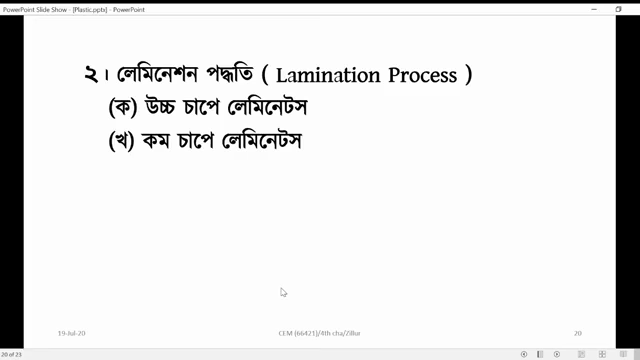 PowerPoint Slide Show - [Plastic.pptx] - PowerPoint
২। লেমিনেশন পদ্ধতি ( Lamination Process )
(ক) উচ্চ চাপে লেমিনেটস
(খ) কম চাপে লেমিনেটস
19-Jul-20
CEM (66421)/4th cha/Zillur
20
20 of 23